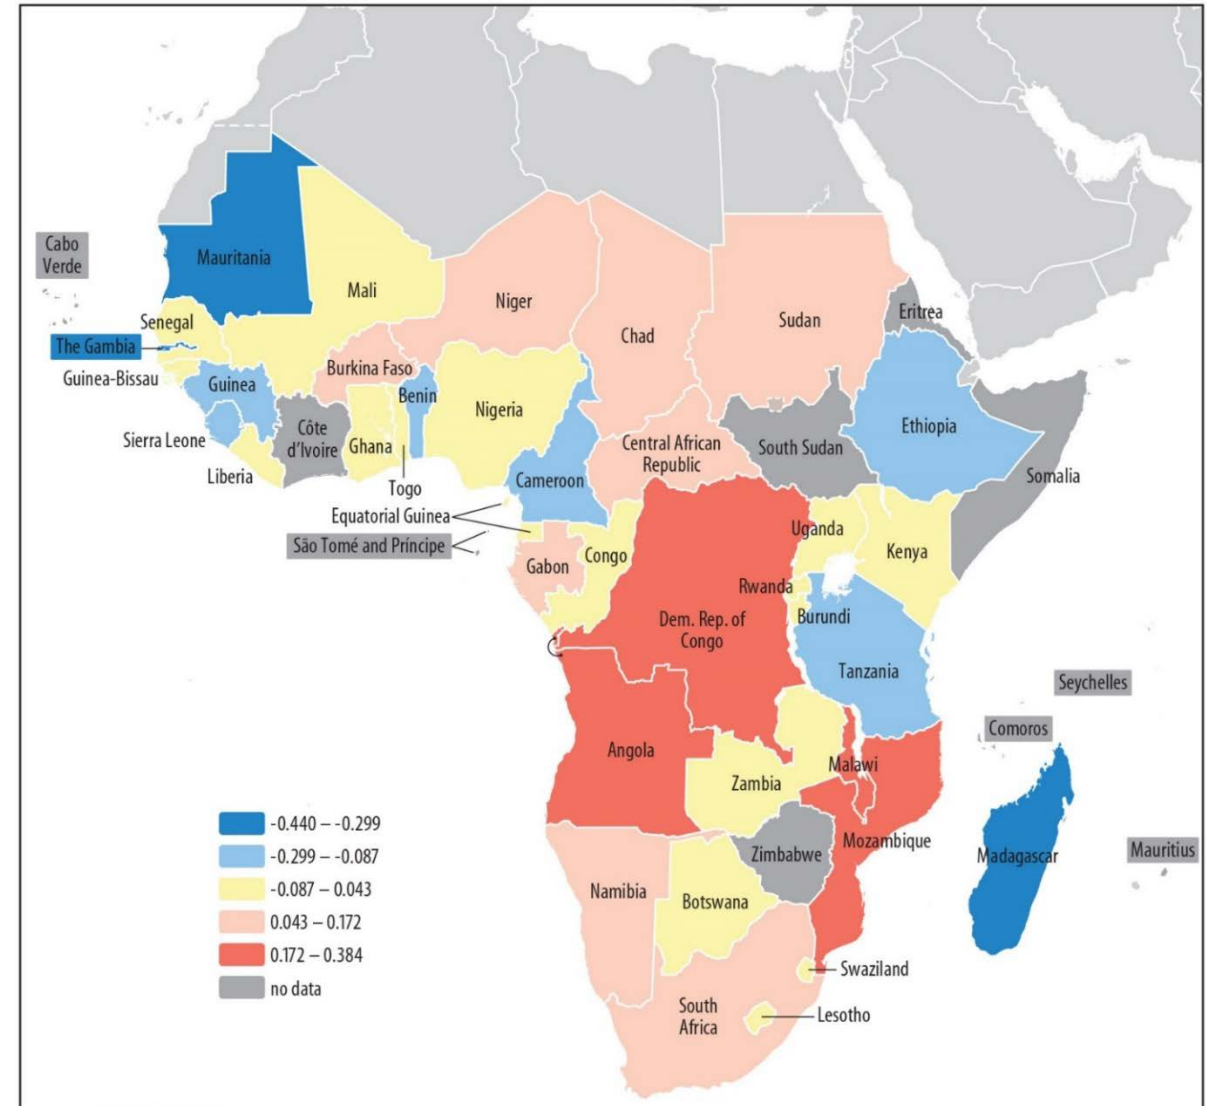 Cabo
Verde
Mauritania
Mali
Niger
Chad
Sudan
Eritrea
Senegal
The Gambia
Guinea-Bissau
Guinea
Burkina Faso
Benin
Nigeria
Ethiopia
Sierra Leone
Côte
d’Ivoire
Ghana
Liberia
Togo
Cameroon
Central African
Republic
South Sudan
Somalia
Equatorial Guinea
São Tomé and Príncipe
Gabon
Congo
Uganda
Kenya
Rwanda
Burundi
Dem. Rep. of
Congo
Tanzania
Seychelles
Comoros
Angola
Zambia
Malawi
Mozambique
Zimbabwe
Madagascar
Mauritius
Namibia
Botswana
Swaziland
South
Africa
Lesotho
-0.440 – -0.299
-0.299 – -0.087
-0.087 – 0.043
0.043 – 0.172
0.172 – 0.384
no data